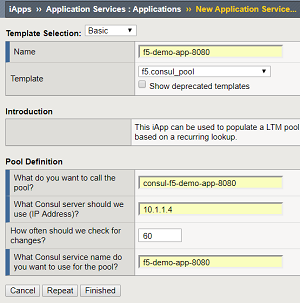 iApps ›› Application Services : Applications ›› New Application Service...
Template Selection: Basic
Name f5-demo-app-8080
Template f5.consul_pool
Show deprecated templates
Introduction
This iApp can be used to populate a LTM pool
based on a recurring lookup.
Pool Definition
What do you want to call the
pool?
consul-f5-demo-app-8080
What Consul server should we
use (IP Address)?
10.1.1.4
How often should we check for
changes?
60
What Consul service name do
you want to use for the pool?
f5-demo-app-8080
Cancel Repeat Finished